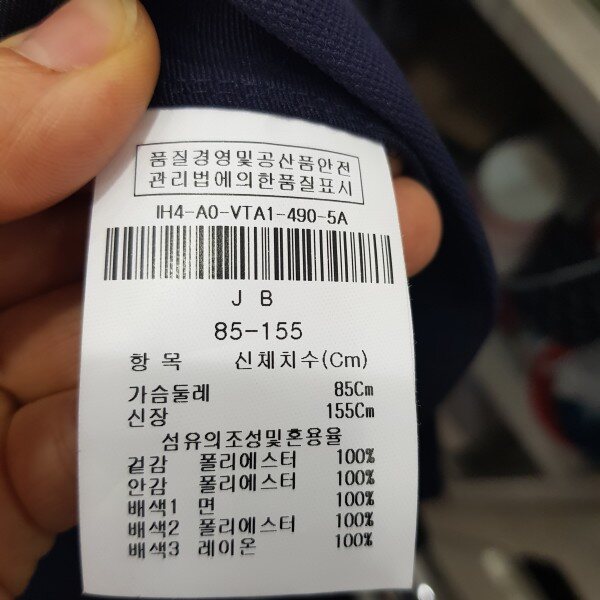 품질경영및공산품안전
관리법에의한품질표시
IH4-A0-VTA1-490-5A
J B
85-155
항 목 신체치수(Cm)
가슴둘레 85Cm
신장 155Cm
섬유의조성및혼용율
겉감 폴리에스터 100%
안감 폴리에스터 100%
배색1 면 100%
배색2 폴리에스터 100%
배색3 레이온 100%